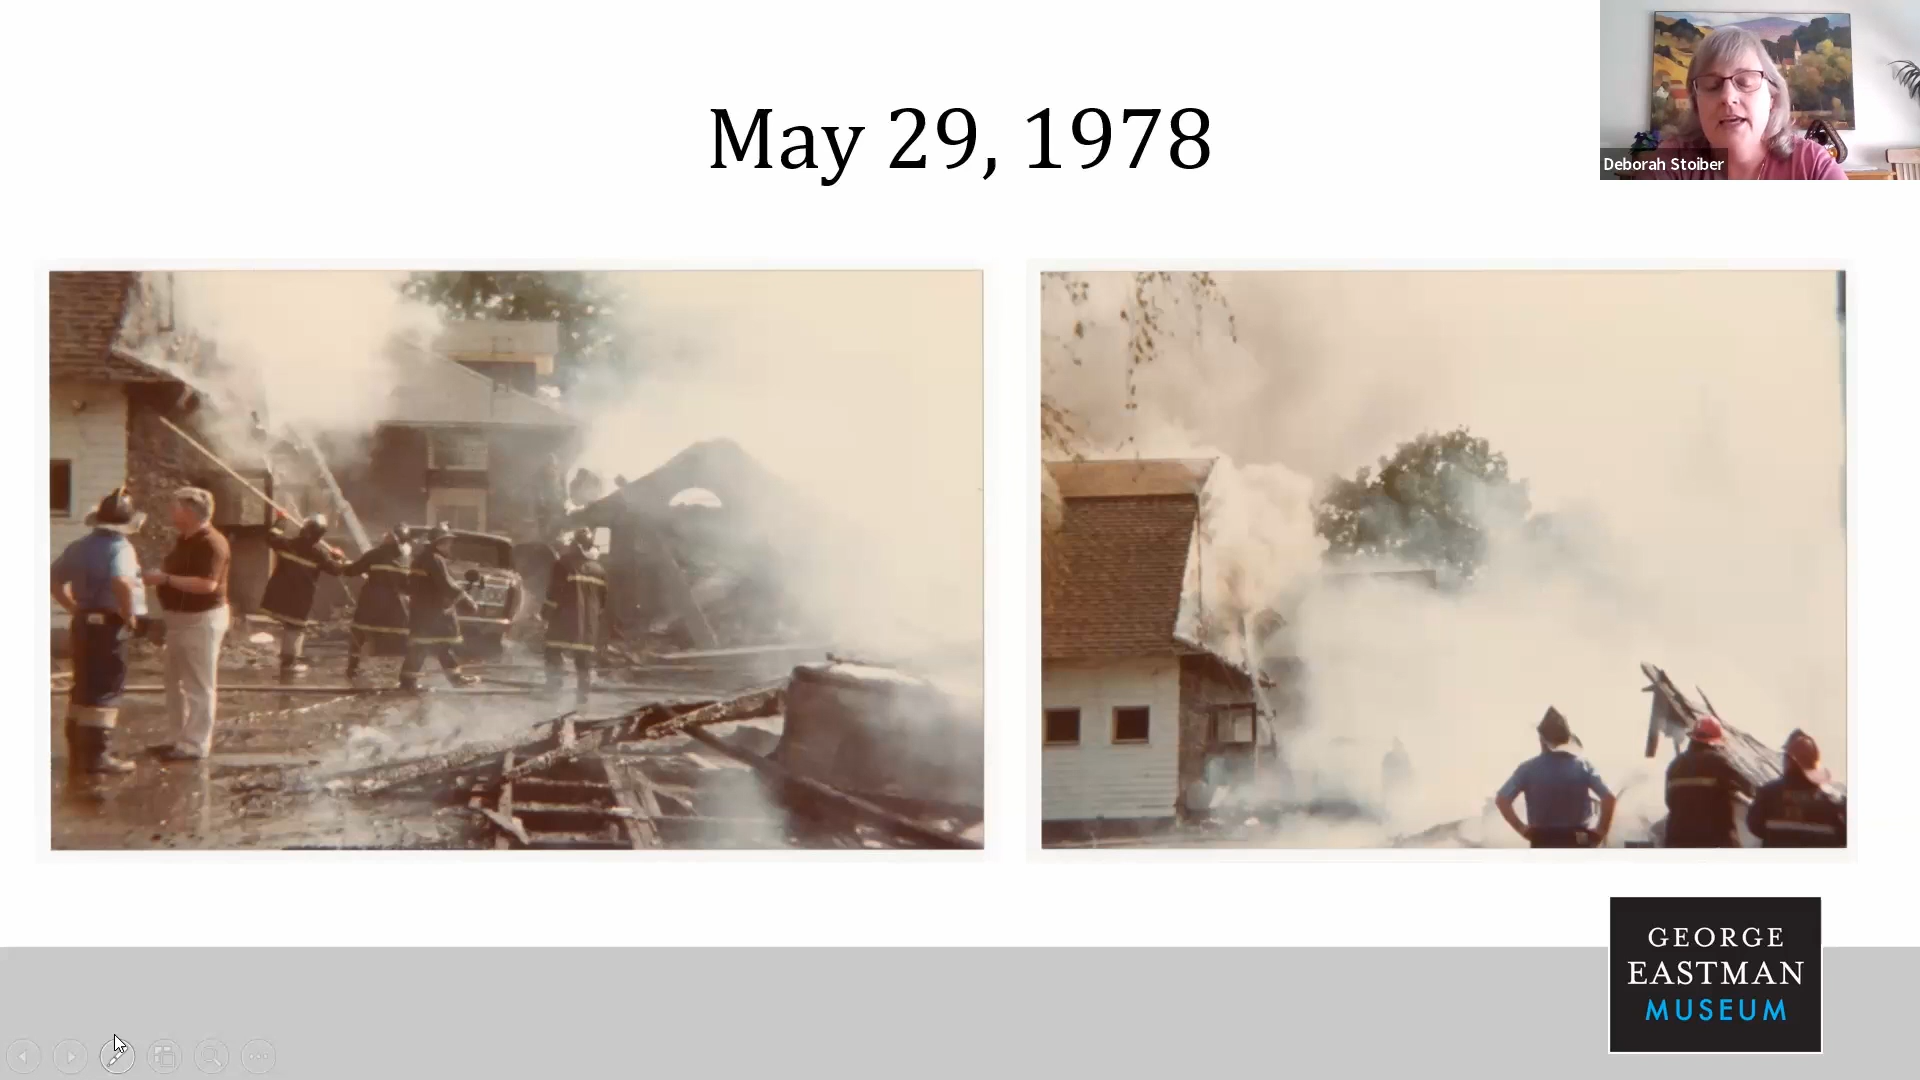 May 29, 1978
Deborah Stoiber
GEORGE
EASTMAN
MUSEUM